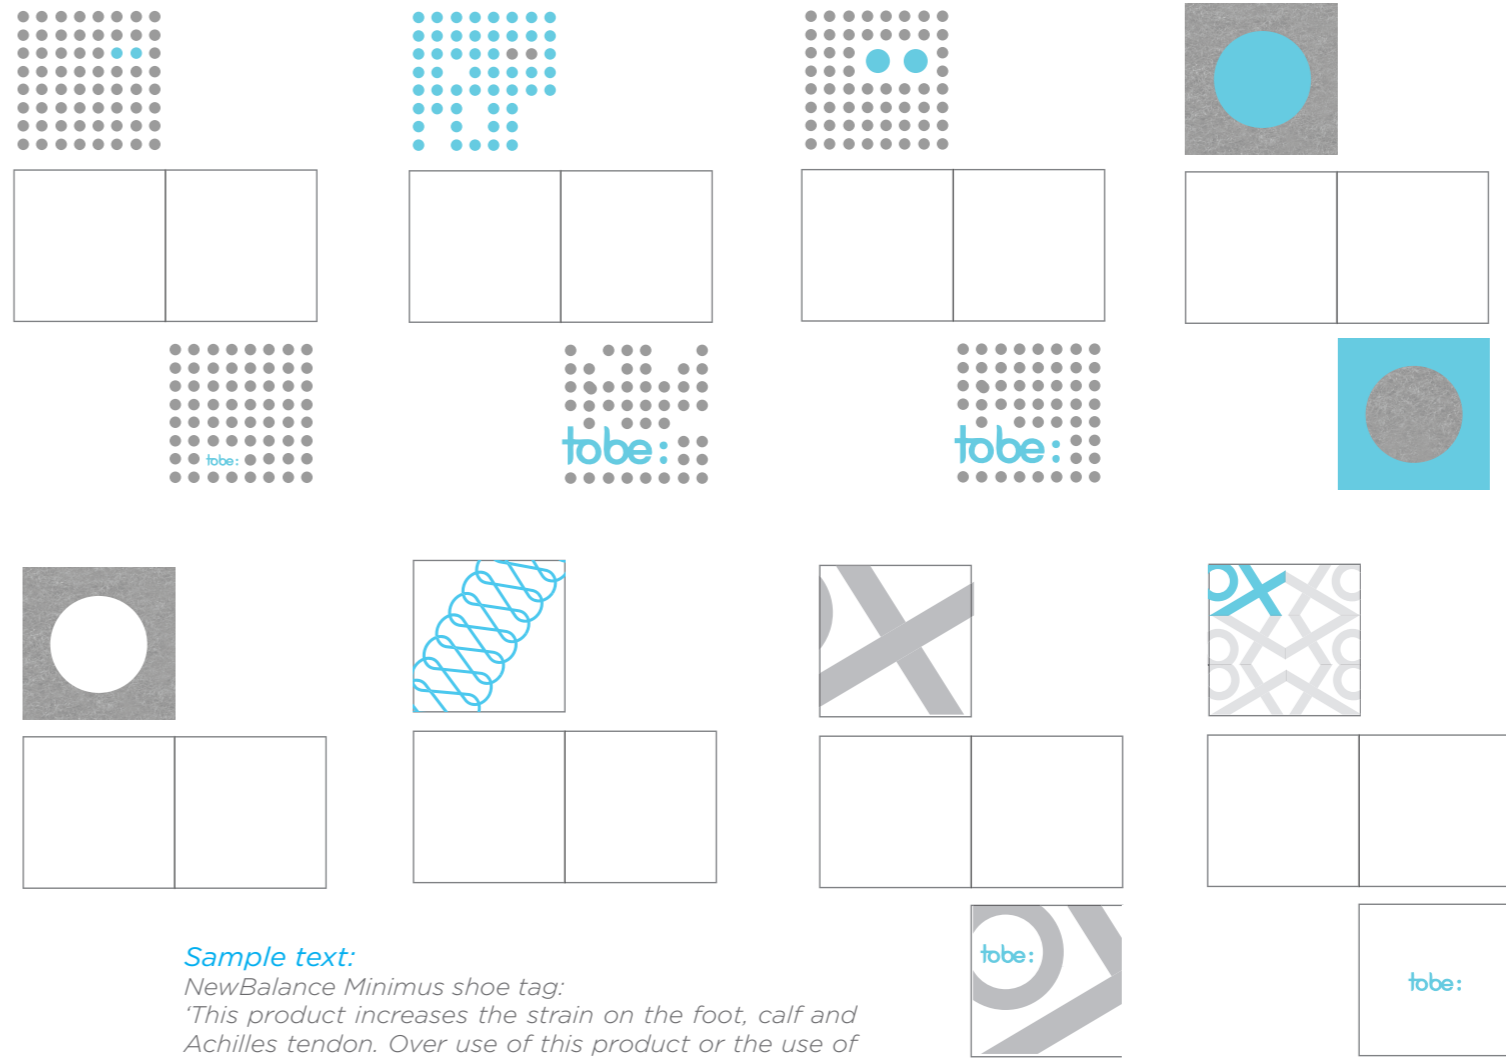 tobe:
tobe:
tobe:
tobe:
tobe:
Sample text:
NewBalance Minimus shoe tag:
‘This product increases the strain on the foot, calf and
Achilles tendon. Over use of this product or the use of